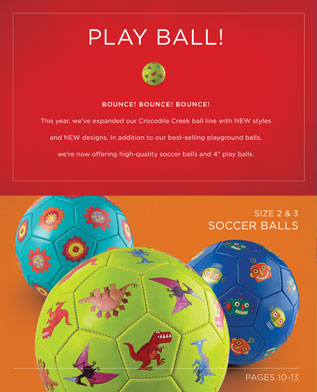 PLAY BALL!
BOUNCE! BOUNCE! BOUNCE!
This year, we've expanded our Crocodile Creek ball line with NEW styles
and NEW designs. In addition to our best-selling playground balls,
we're now offering high-quality soccer balls and 4" play balls.
SIZE 2 & 3
SOCCER BALLS
PAGES 10-13